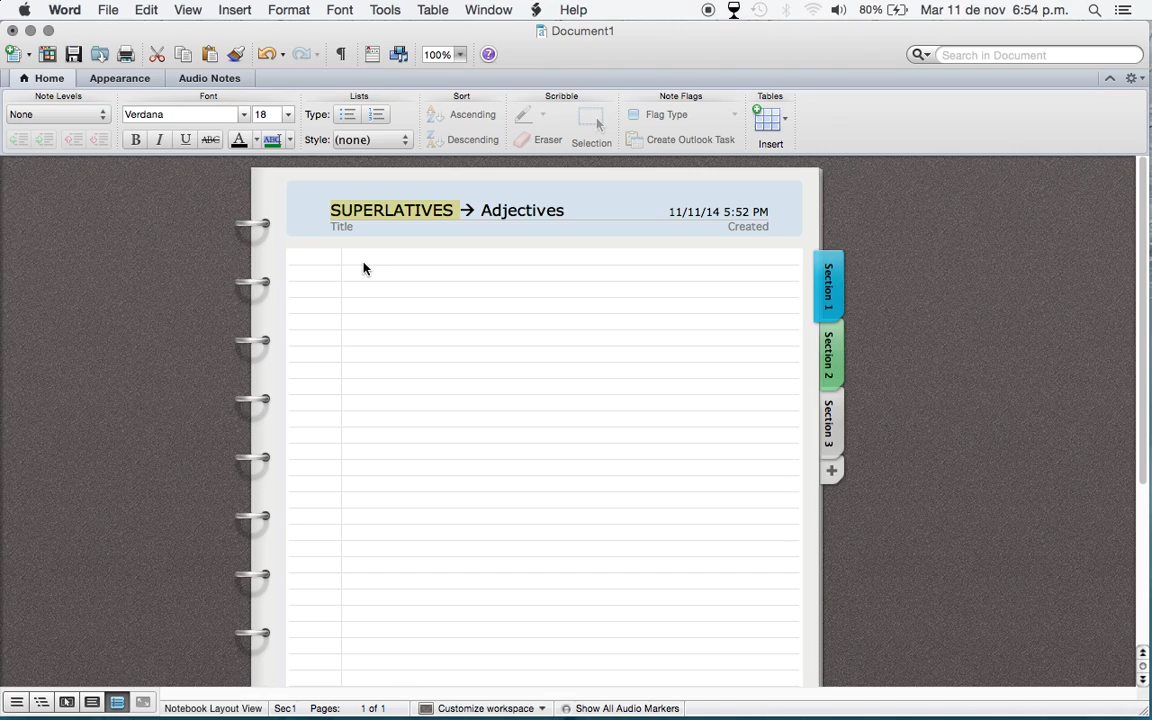 Word File Edit View Insert Format Font Tools Table Window Help 80% Mar 11 de nov 6:54 p.m.
Document1
100% Search in Document
Home Appearance Audio Notes
Note Levels Font Lists Sort Scribble Note Flags Tables
None Verdana 18 Type: Ascending Flag Type
B I U ABC A ABC Style: (none) Descending Eraser Selection Create Outlook Task Insert
SUPERLATIVES → Adjectives 11/11/14 5:52 PM
Title Created
Section 1
Section 2
Section 3
Notebook Layout View Sec1 Pages: 1 of 1 Customize workspace Show All Audio Markers